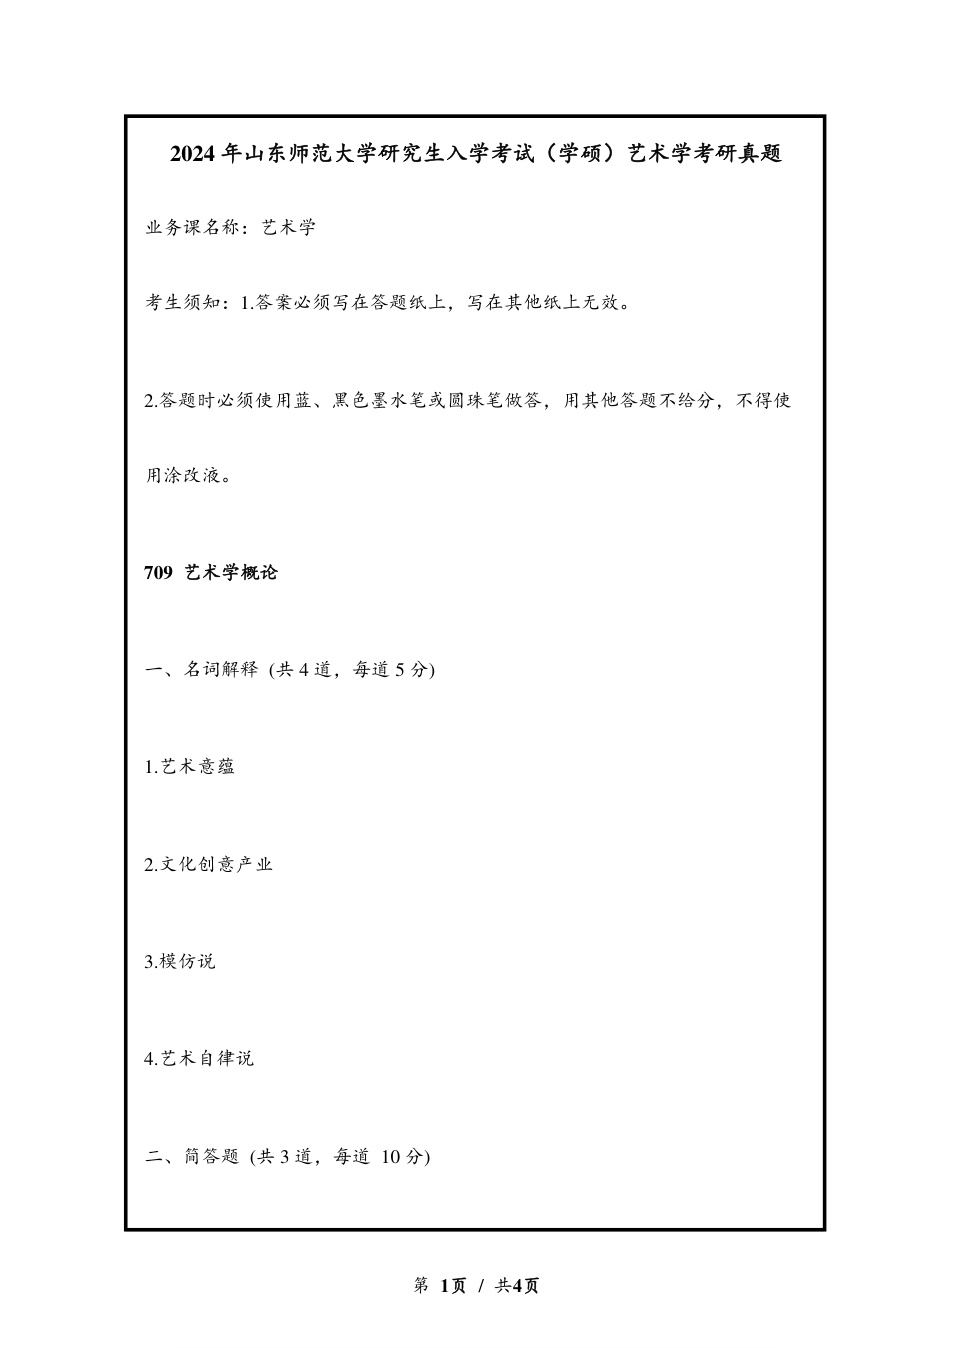 2024 年山东师范大学研究生入学考试（学硕）艺术学考研真题
业务课名称：艺术学
考生须知：1.答案必须写在答题纸上，写在其他纸上无效。
2.答题时必须使用蓝、黑色墨水笔或圆珠笔做答，用其他答题不给分，不得使
用涂改液。
709 艺术学概论
一、名词解释 (共 4 道，每道 5 分)
1.艺术意蕴
2.文化创意产业
3.模仿说
4.艺术自律说
二、简答题 (共 3 道，每道 10 分)
第 1页 / 共4页